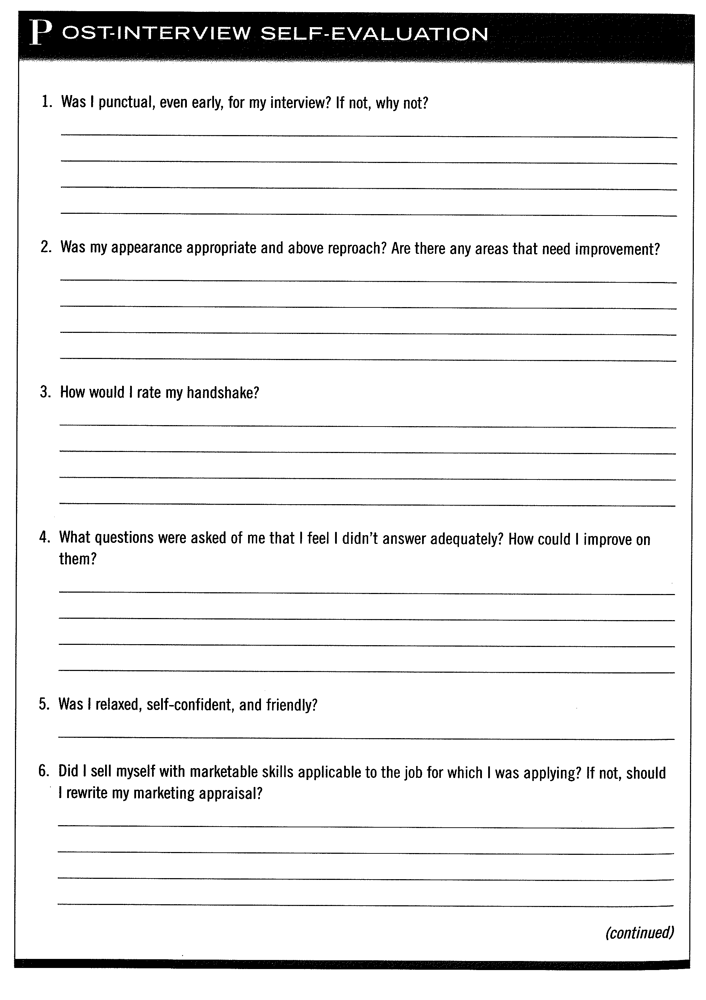 POST-INTERVIEW SELF-EVALUATION
1. Was I punctual, even early, for my interview? If not, why not?
2. Was my appearance appropriate and above reproach? Are there any areas that need improvement?
3. How would I rate my handshake?
4. What questions were asked of me that I feel I didn't answer adequately? How could I improve on
them?
5. Was I relaxed, self-confident, and friendly?
6. Did I sell myself with marketable skills applicable to the job for which I was applying? If not, should
I rewrite my marketing appraisal?
(continued)